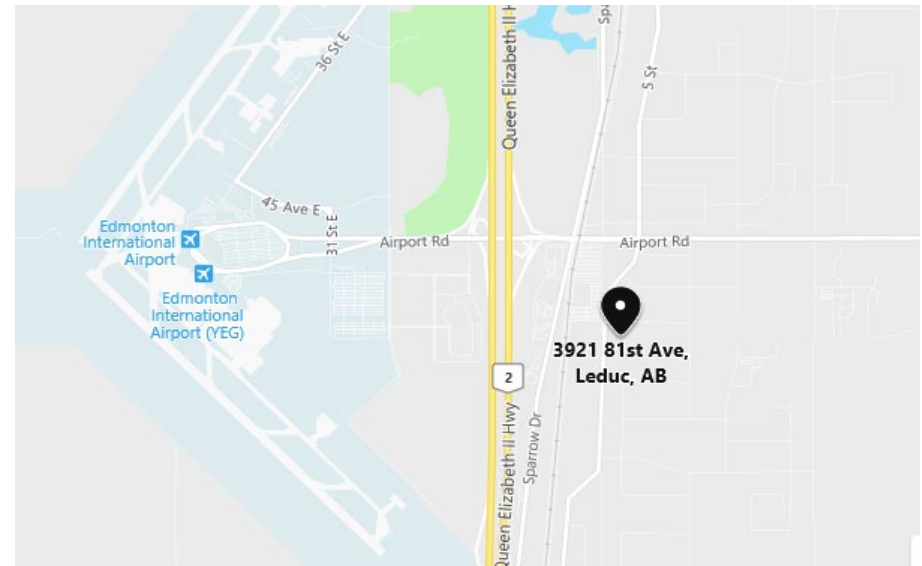 36 St E
Queen Elizabeth II H
Spa
5 St
45 Ave E
31 St E
Edmonton
International
Airport
Airport Rd
Airport Rd
Edmonton
International
Airport (YEG)
3921 81st Ave,
Leduc, AB
2
Queen Elizabeth II Hwy
Sparrow Dr